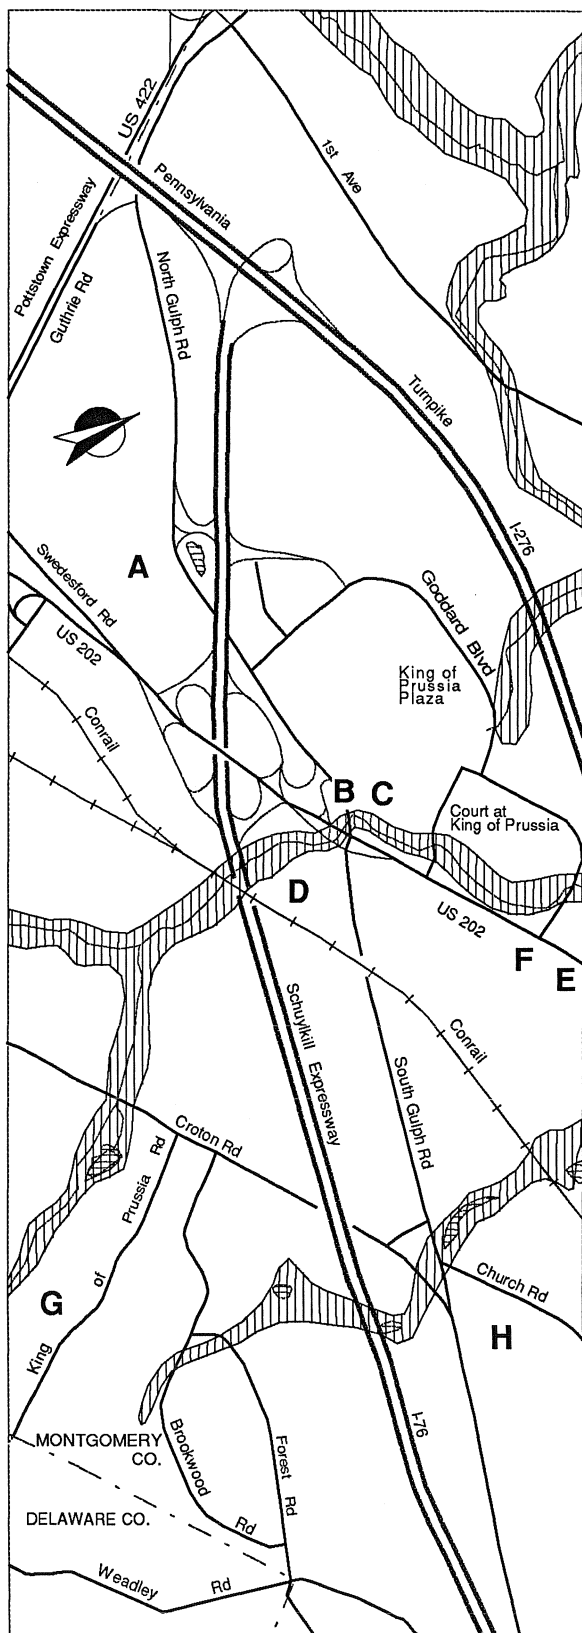 US 422
1st Ave
Pennsylvania
Pottstown Expressway
Guthrie Rd
North Gulph Rd
Turnpike
I-276
A
Swedesford Rd
US 202
Goddard Blvd
King of
Prussia
Plaza
Conrail
B
C
Court at
King of Prussia
D
US 202
F
E
Schuylkill Expressway
Conrail
South Gulph Rd
Croton Rd
King of Prussia Rd
G
Church Rd
H
I-76
MONTGOMERY
CO.
Brookwood Rd
Forest Rd
DELAWARE CO.
Weadley Rd